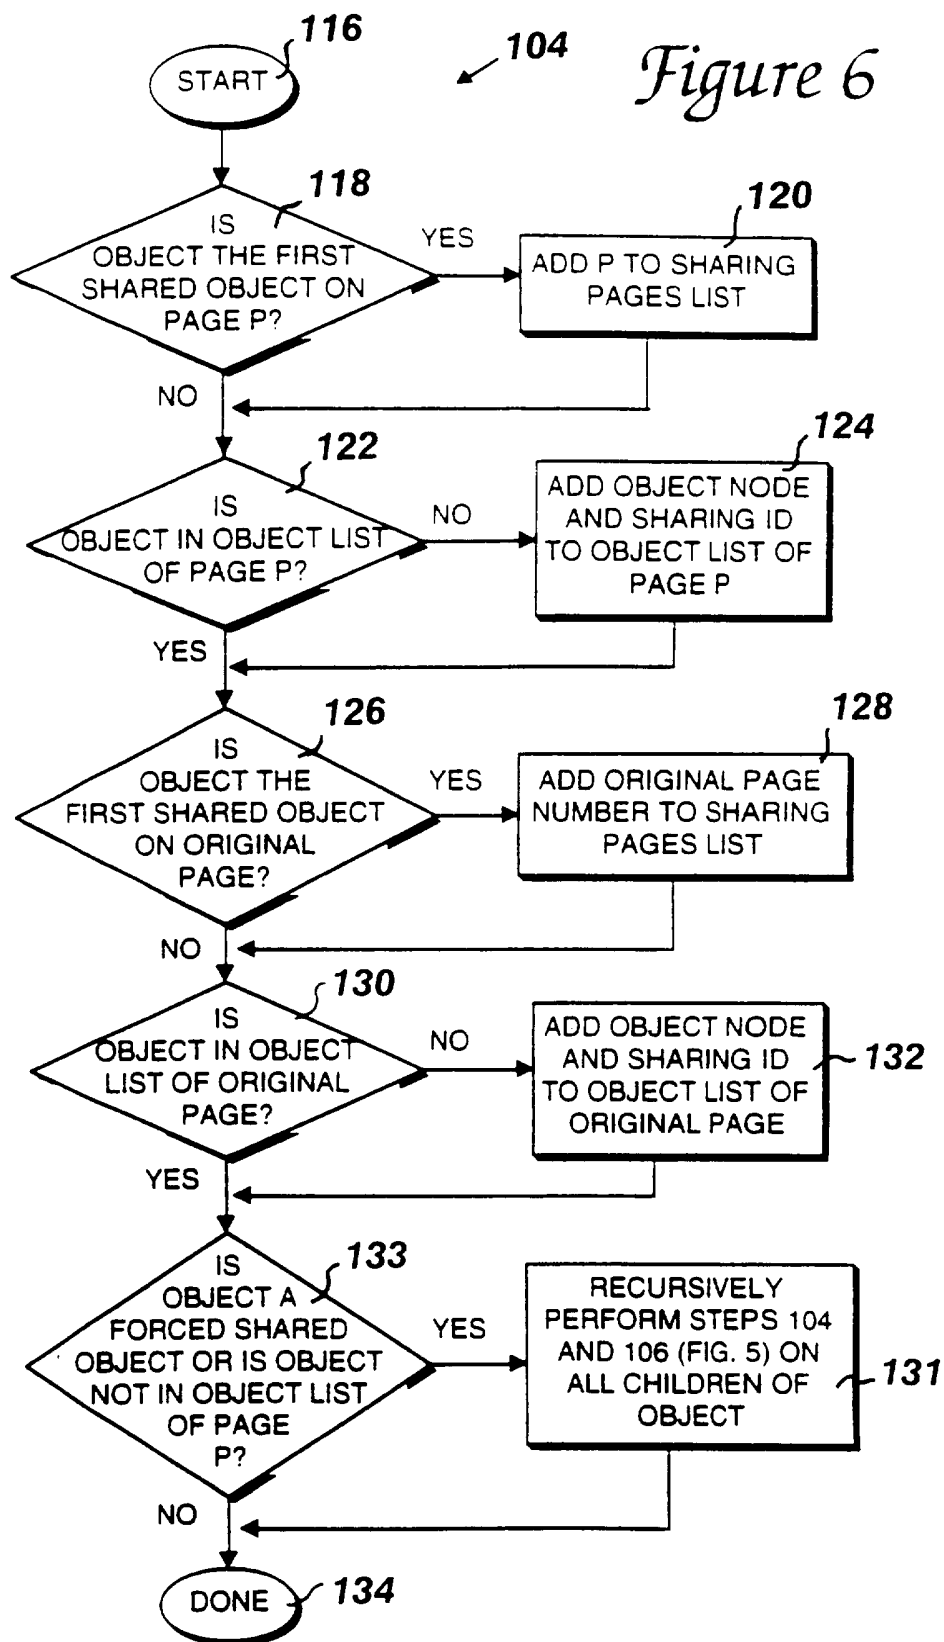 116
104
Figure 6
START
118
IS
OBJECT THE FIRST
SHARED OBJECT ON
PAGE P?
YES
120
ADD P TO SHARING
PAGES LIST
NO
122
IS
OBJECT IN OBJECT LIST
OF PAGE P?
NO
124
ADD OBJECT NODE
AND SHARING ID
TO OBJECT LIST OF
PAGE P
YES
126
IS
OBJECT THE
FIRST SHARED OBJECT
ON ORIGINAL
PAGE?
YES
128
ADD ORIGINAL PAGE
NUMBER TO SHARING
PAGES LIST
NO
130
IS
OBJECT IN OBJECT
LIST OF ORIGINAL
PAGE?
NO
ADD OBJECT NODE
AND SHARING ID
TO OBJECT LIST OF
ORIGINAL PAGE
132
YES
133
IS
OBJECT A
FORCED SHARED
OBJECT OR IS OBJECT
NOT IN OBJECT LIST
OF PAGE
P?
YES
RECURSIVELY
PERFORM STEPS 104
AND 106 (FIG. 5) ON
ALL CHILDREN OF
OBJECT
131
NO
DONE
134